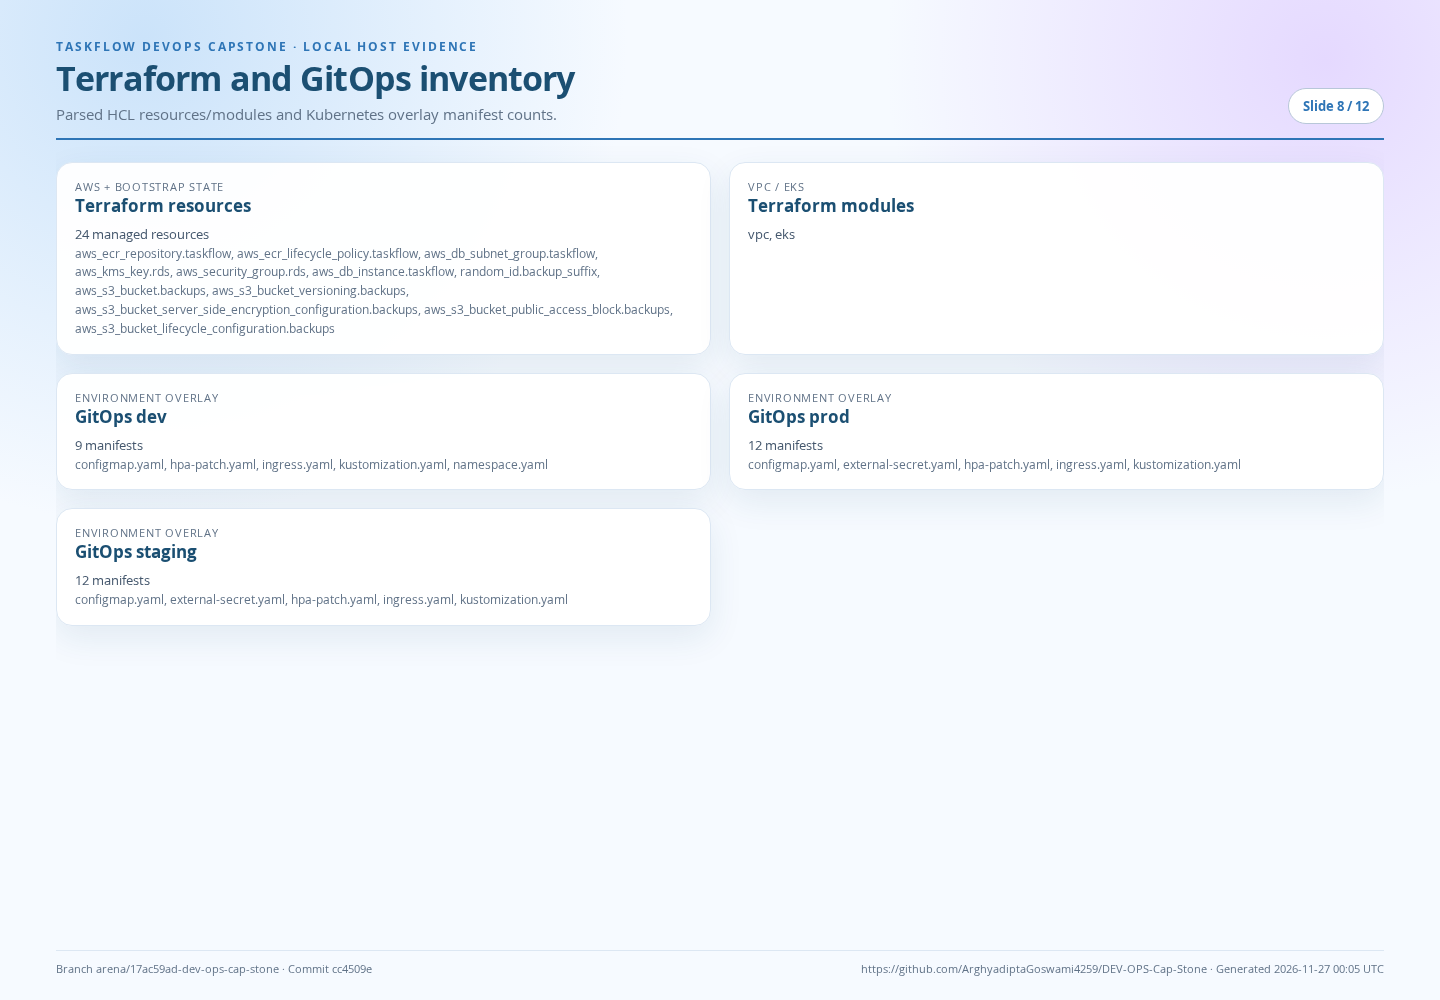 TASKFLOW DEVOPS CAPSTONE · LOCAL HOST EVIDENCE
Terraform and GitOps inventory
Parsed HCL resources/modules and Kubernetes overlay manifest counts.
Slide 8 / 12
AWS + BOOTSTRAP STATE
Terraform resources
24 managed resources
aws_ecr_repository.taskflow, aws_ecr_lifecycle_policy.taskflow, aws_db_subnet_group.taskflow,
aws_kms_key.rds, aws_security_group.rds, aws_db_instance.taskflow, random_id.backup_suffix,
aws_s3_bucket.backups, aws_s3_bucket_versioning.backups,
aws_s3_bucket_server_side_encryption_configuration.backups, aws_s3_bucket_public_access_block.backups,
aws_s3_bucket_lifecycle_configuration.backups
VPC / EKS
Terraform modules
vpc, eks
ENVIRONMENT OVERLAY
GitOps dev
9 manifests
configmap.yaml, hpa-patch.yaml, ingress.yaml, kustomization.yaml, namespace.yaml
ENVIRONMENT OVERLAY
GitOps prod
12 manifests
configmap.yaml, external-secret.yaml, hpa-patch.yaml, ingress.yaml, kustomization.yaml
ENVIRONMENT OVERLAY
GitOps staging
12 manifests
configmap.yaml, external-secret.yaml, hpa-patch.yaml, ingress.yaml, kustomization.yaml
Branch arena/17ac59ad-dev-ops-cap-stone · Commit cc4509e
https://github.com/ArghyadiptaGoswami4259/DEV-OPS-Cap-Stone · Generated 2026-11-27 00:05 UTC